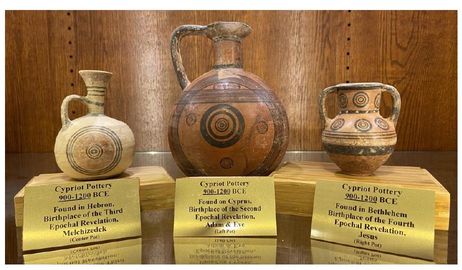 Cypriot Pottery
900-1200 BCE
Found in Hebron,
Birthplace of the Third
Epochal Revelation,
Melchizedek
(Center Pot)
Cypriot Pottery
900-1200 BCE
Found on Cyprus,
Birthplace of the Second
Epochal Revelation,
Adam & Eve
(Left Pot)
Cypriot Pottery
900-1200 BCE
Found in Bethlehem
Birthplace of the Fourth
Epochal Revelation,
Jesus
(Right Pot)